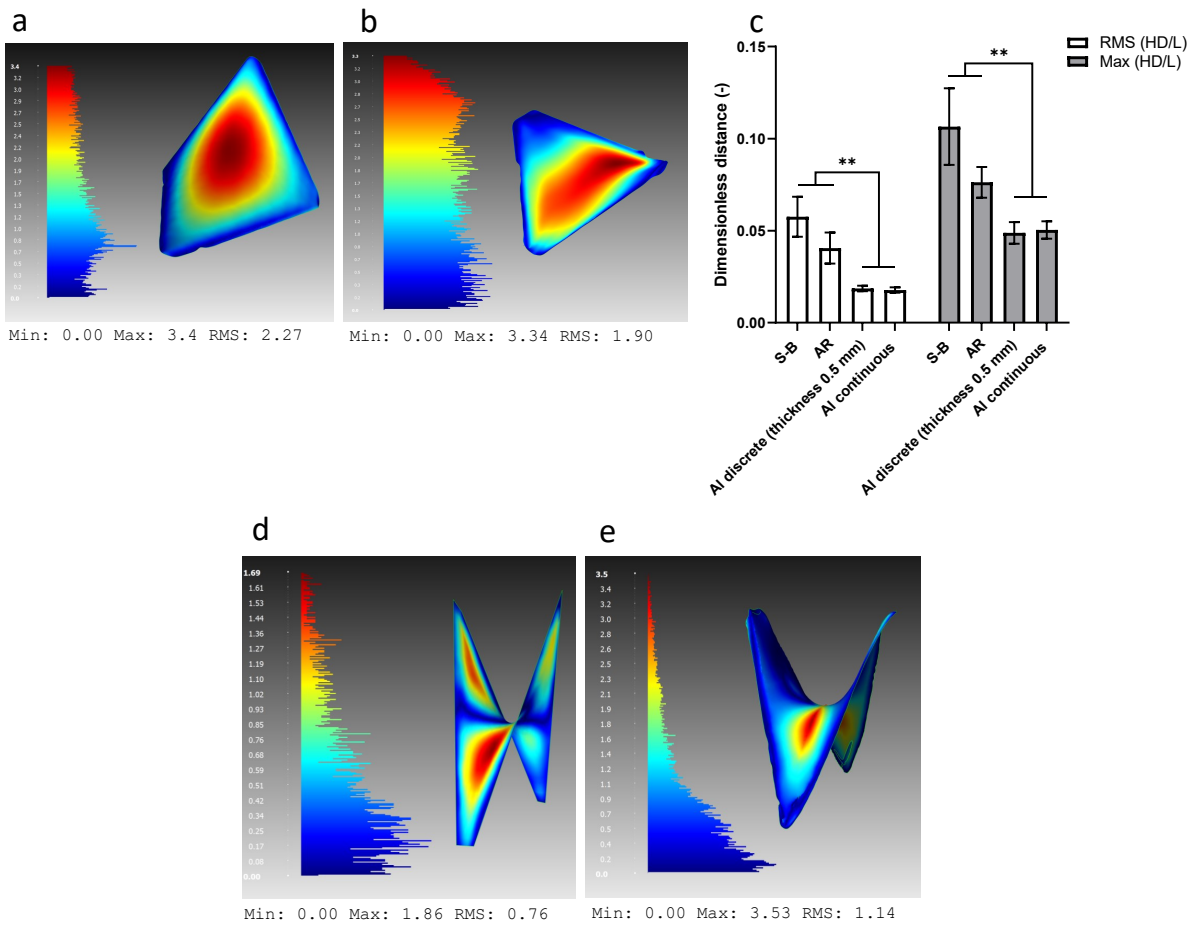 a
3.4
0.0
Min: 0.00 Max: 3.4 RMS: 2.27
b
3.3
0.0
Min: 0.00 Max: 3.34 RMS: 1.90
c
RMS (HD/L)
Max (HD/L)
Dimensionless distance (-)
0.15
0.10
0.05
0.00
**
**
S-B
AR
AI discrete (thickness 0.5 mm)
AI continuous
S-B
AR
AI discrete (thickness 0.5 mm)
AI continuous
d
1.69
1.61
1.53
1.44
1.36
1.27
1.19
1.10
1.02
0.93
0.85
0.76
0.68
0.59
0.51
0.42
0.34
0.25
0.17
0.08
0.00
Min: 0.00 Max: 1.86 RMS: 0.76
e
3.5
3.4
3.2
3.0
2.8
2.6
2.5
2.3
2.1
1.9
1.8
1.6
1.4
1.2
1.1
0.9
0.7
0.5
0.4
0.2
0.0
Min: 0.00 Max: 3.53 RMS: 1.14